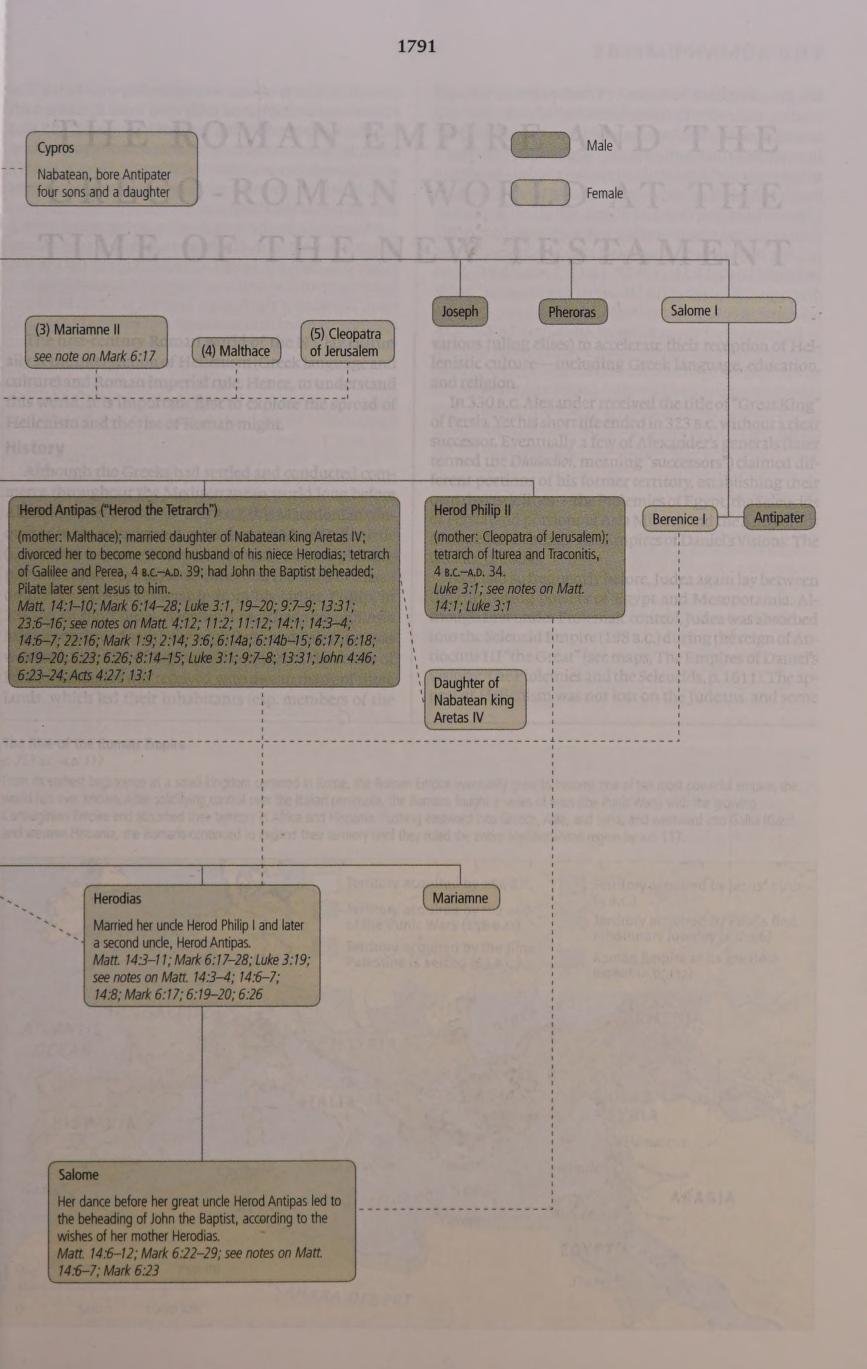 1791
Cypros
Nabatean, bore Antipater
four sons and a daughter
Male
Female
THE ROMAN EMPIRE AND THE
-ROMAN WORLD AT THE
TIME OF THE NEW TESTAMENT
(3) Mariamne II
see note on Mark 6:17
(4) Malthace
(5) Cleopatra
of Jerusalem
Joseph
Pheroras
Salome I
Herod Antipas (“Herod the Tetrarch”)
(mother: Malthace); married daughter of Nabatean king Aretas IV;
divorced her to become second husband of his niece Herodias; tetrarch
of Galilee and Perea, 4 B.C.–A.D. 39; had John the Baptist beheaded;
Pilate later sent Jesus to him.
Matt. 14:1–10; Mark 6:14–28; Luke 3:1, 19–20; 9:7–9; 13:31;
23:6–16; see notes on Matt. 4:12; 11:2; 11:12; 14:1; 14:3–4;
14:6–7; 22:16; Mark 1:9; 2:14; 3:6; 6:14a; 6:14b–15; 6:17; 6:18;
6:19–20; 6:23; 6:26; 8:14–15; Luke 3:1; 9:7–8; 13:31; John 4:46;
6:23–24; Acts 4:27; 13:1
Herod Philip II
(mother: Cleopatra of Jerusalem);
tetrarch of Iturea and Traconitis,
4 B.C.–A.D. 34.
Luke 3:1; see notes on Matt.
14:1; Luke 3:1
Berenice I
Antipater
Daughter of
Nabatean king
Aretas IV
Herodias
Married her uncle Herod Philip I and later
a second uncle, Herod Antipas.
Matt. 14:3–11; Mark 6:17–28; Luke 3:19;
see notes on Matt. 14:3–4; 14:6–7;
14:8; Mark 6:17; 6:19–20; 6:26
Mariamne
Salome
Her dance before her great uncle Herod Antipas led to
the beheading of John the Baptist, according to the
wishes of her mother Herodias.
Matt. 14:6–12; Mark 6:22–29; see notes on Matt.
14:6–7; Mark 6:23